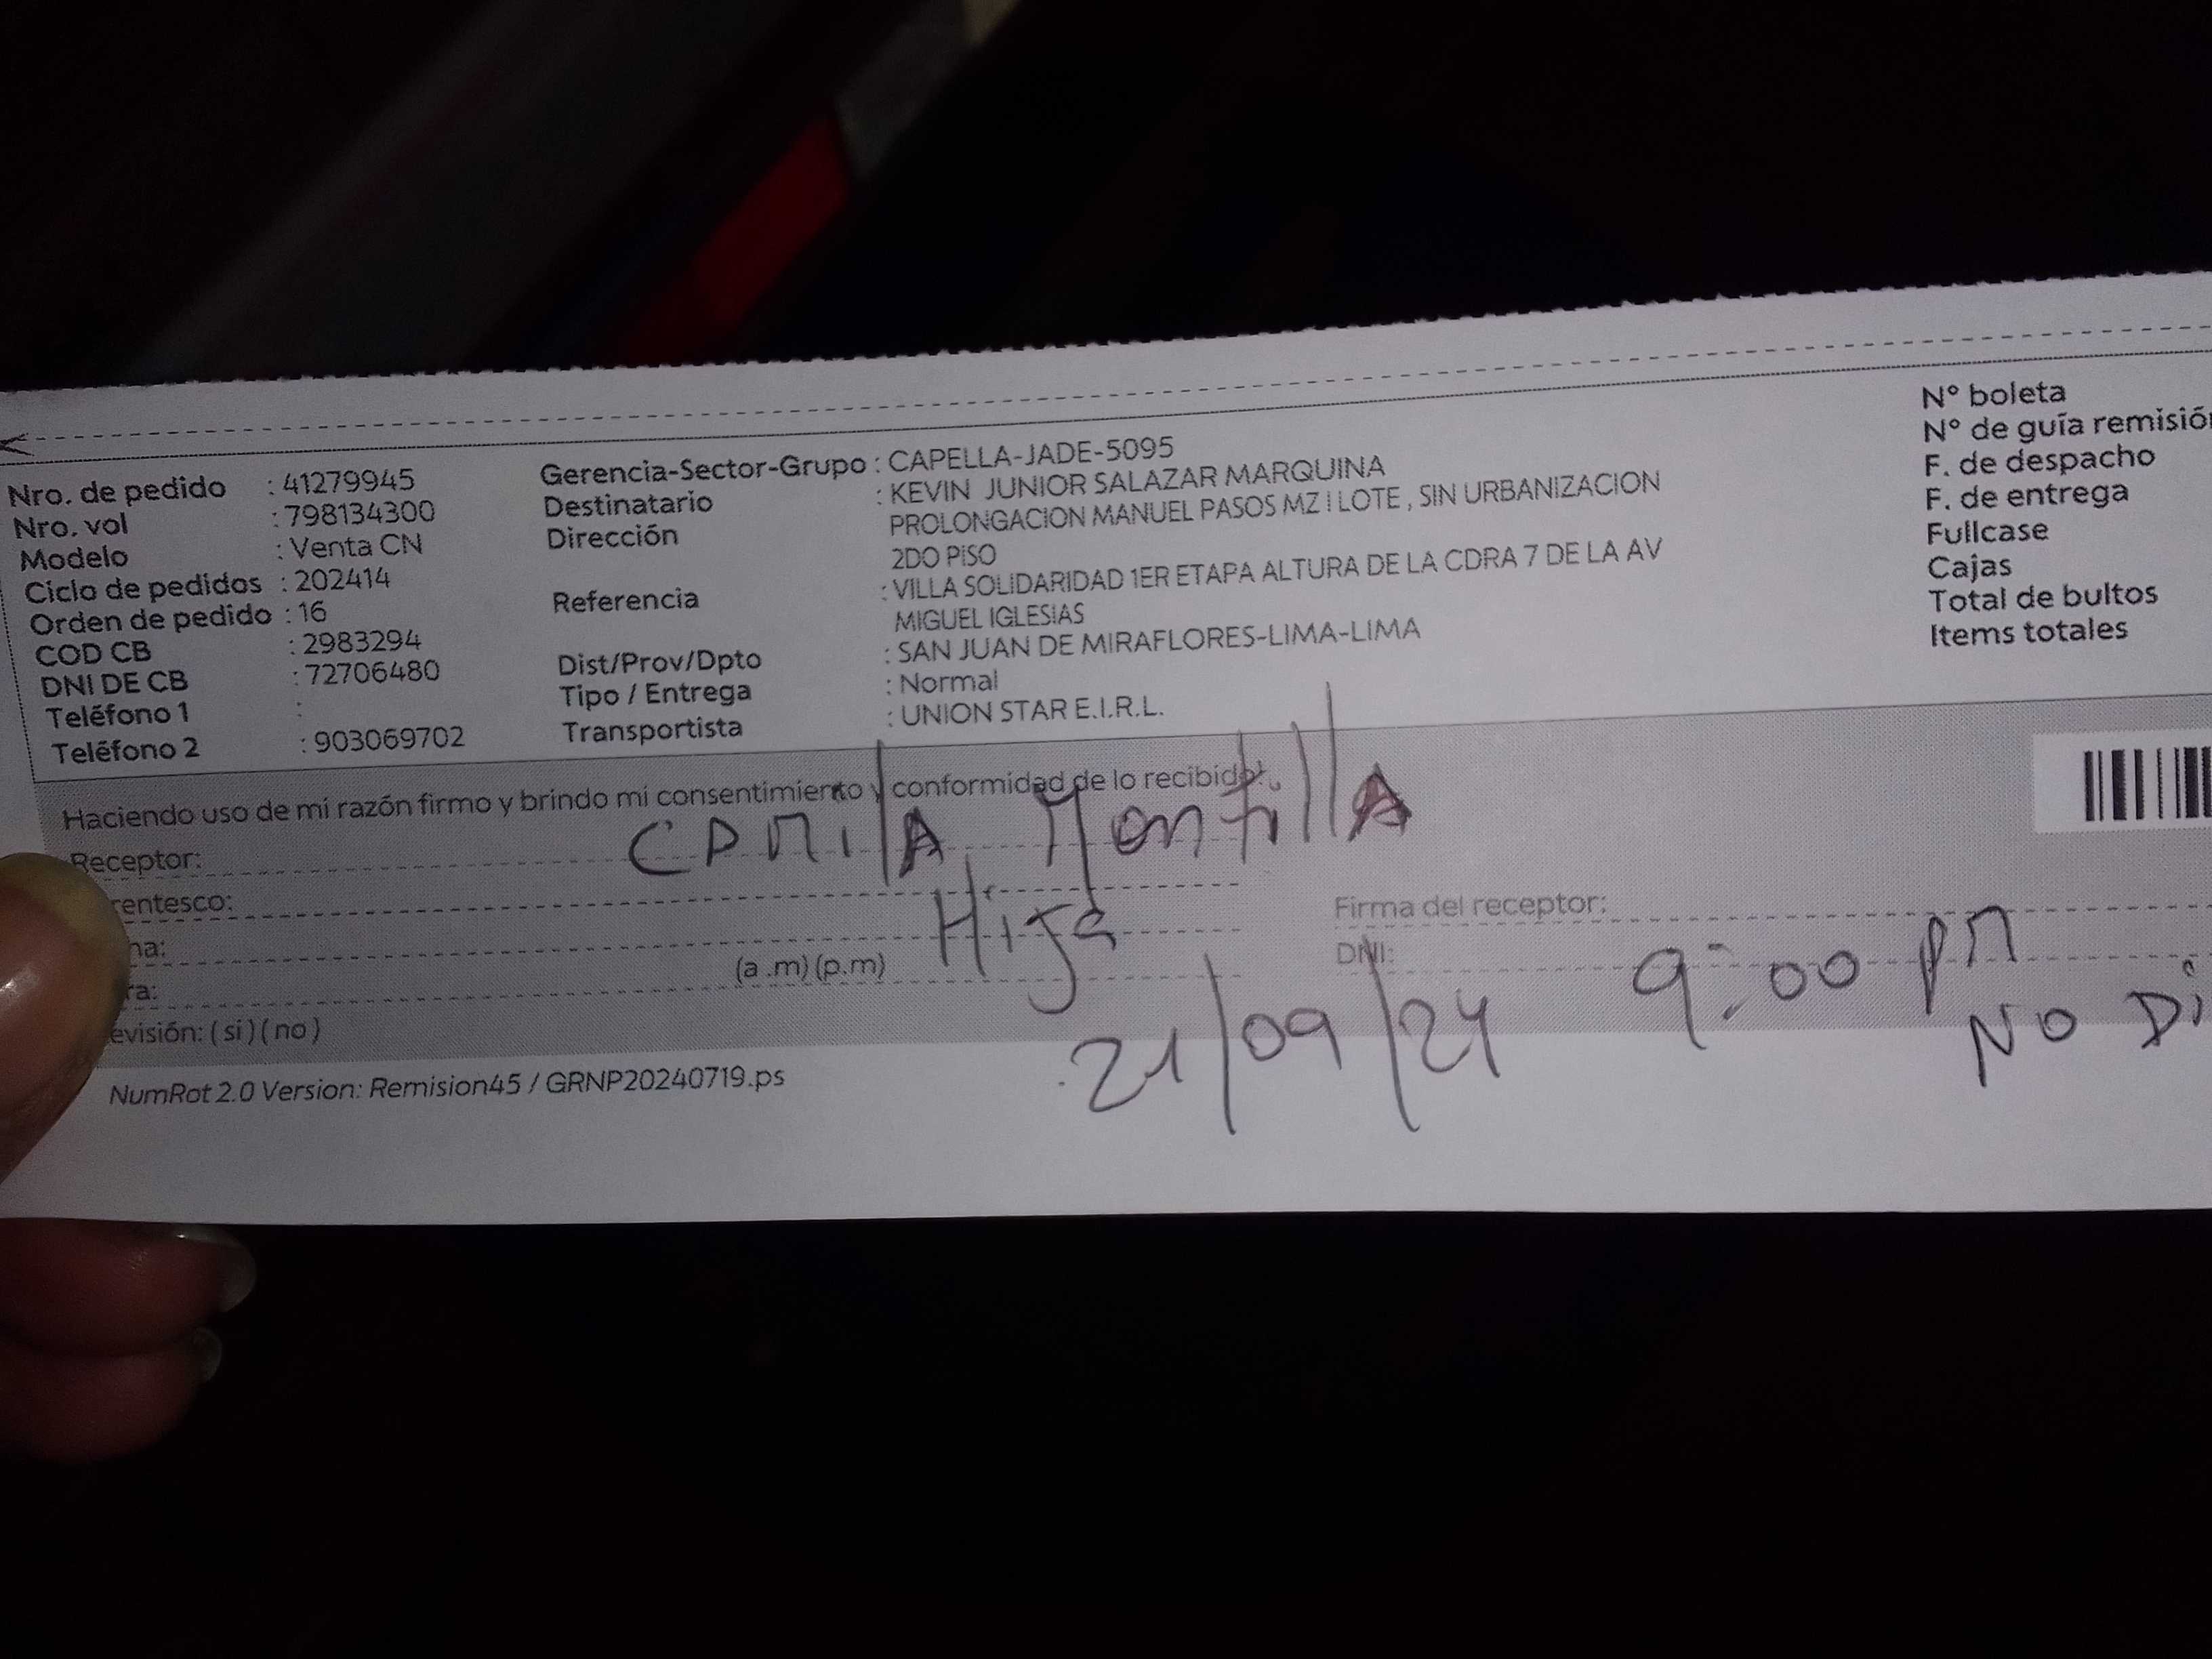 Nro. de pedido : 41279945
Nro. vol : 798134300
Modelo : Venta CN
Ciclo de pedidos : 202414
Orden de pedido : 16
COD CB : 2983294
DNI DE CB : 72706480
Teléfono 1 :
Teléfono 2 : 903069702
Gerencia-Sector-Grupo : CAPELLA-JADE-5095
Destinatario : KEVIN JUNIOR SALAZAR MARQUINA
Dirección PROLONGACION MANUEL PASOS MZ I LOTE , SIN URBANIZACION
2DO PISO
Referencia : VILLA SOLIDARIDAD 1ER ETAPA ALTURA DE LA CDRA 7 DE LA AV
MIGUEL IGLESIAS
Dist/Prov/Dpto : SAN JUAN DE MIRAFLORES-LIMA-LIMA
Tipo / Entrega : Normal
Transportista : UNION STAR E.I.R.L.
N° boleta
N° de guía remisión
F. de despacho
F. de entrega
Fullcase
Cajas
Total de bultos
Items totales
Haciendo uso de mi razón firmo y brindo mi consentimiento y conformidad de lo recibido.
Receptor: CAMILA MontillA
rentesco: Hija
Firma del receptor:
na:
DNI:
ra: (a .m) (p.m)
21/09/24 9:00 PM
evisión: ( si ) ( no )
NO Di
NumRot 2.0 Version: Remision45 / GRNP20240719.ps